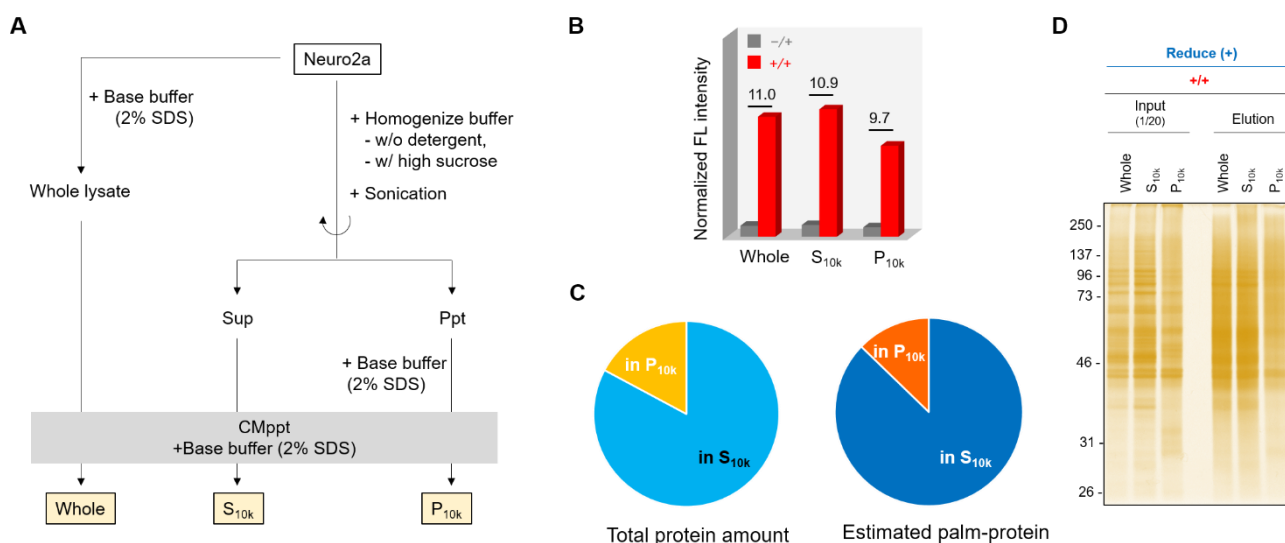 A
Neuro2a
+ Base buffer
(2% SDS)
+ Homogenize buffer
- w/o detergent,
- w/ high sucrose
+ Sonication
Whole lysate
Sup
Ppt
+ Base buffer
(2% SDS)
CMppt
+Base buffer (2% SDS)
Whole
S10k
P10k
B
−/+
+/+
Normalized FL intensity
11.0
10.9
9.7
Whole
S10k
P10k
C
in P10k
in S10k
Total protein amount
in P10k
in S10k
Estimated palm-protein
D
Reduce (+)
+/+
Input
(1/20)
Elution
Whole
S10k
P10k
Whole
S10k
P10k
250 -
137 -
96 -
73 -
46 -
31 -
26 -